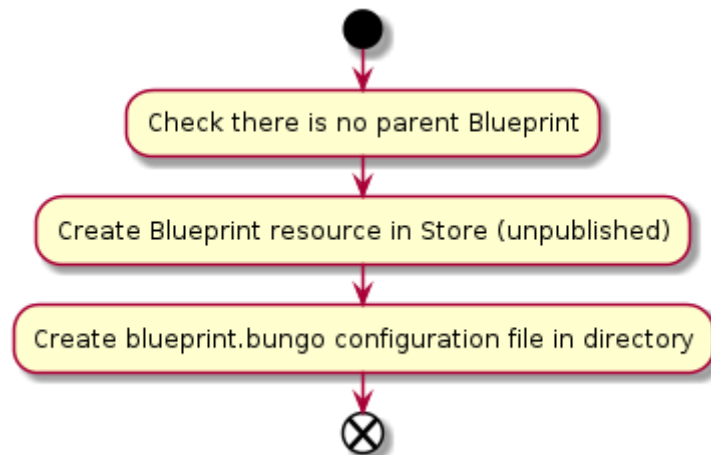 Check there is no parent Blueprint
Create Blueprint resource in Store (unpublished)
Create blueprint.bungo configuration file in directory